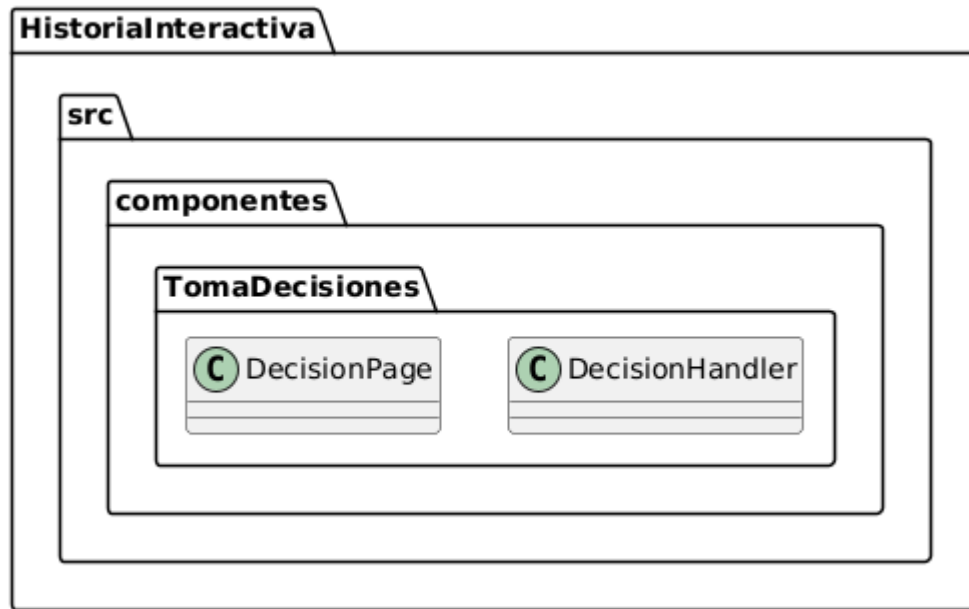 HistoriaInteractiva
src
componentes
TomaDecisiones
C DecisionPage
C DecisionHandler